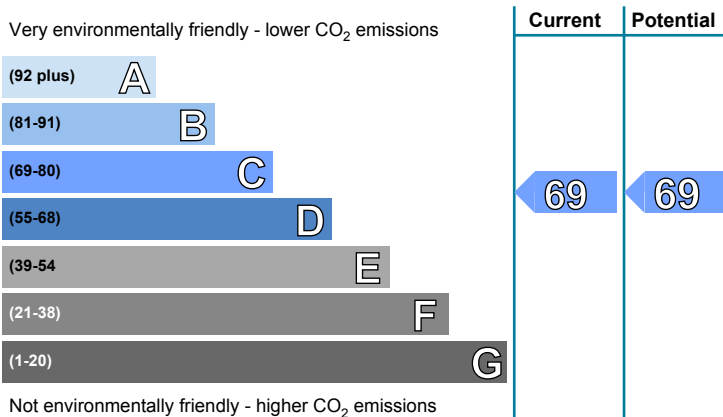 Very environmentally friendly - lower CO2 emissions
Current
Potential
(92 plus) A
(81-91) B
(69-80) C
(55-68) D
(39-54 E
(21-38) F
(1-20) G
69
69
Not environmentally friendly - higher CO2 emissions